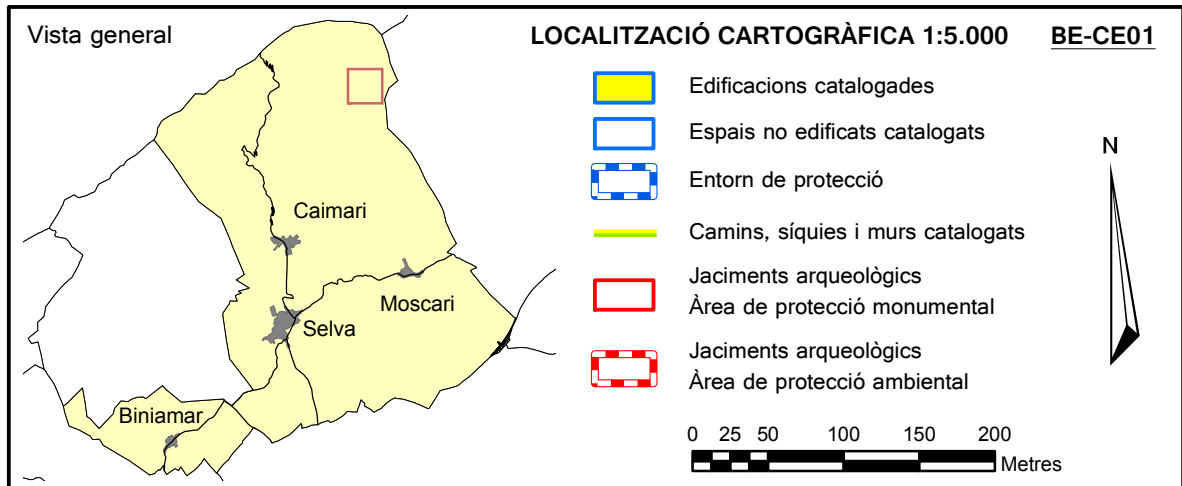 Vista general
Caimari
Moscari
Selva
Biniamar
LOCALITZACIÓ CARTOGRÀFICA 1:5.000 BE-CE01
Edificacions catalogades
Espais no edificats catalogats
Entorn de protecció
Camins, síquies i murs catalogats
Jaciments arqueològics
Àrea de protecció monumental
Jaciments arqueològics
Àrea de protecció ambiental
N
0 25 50 100 150 200
Metres